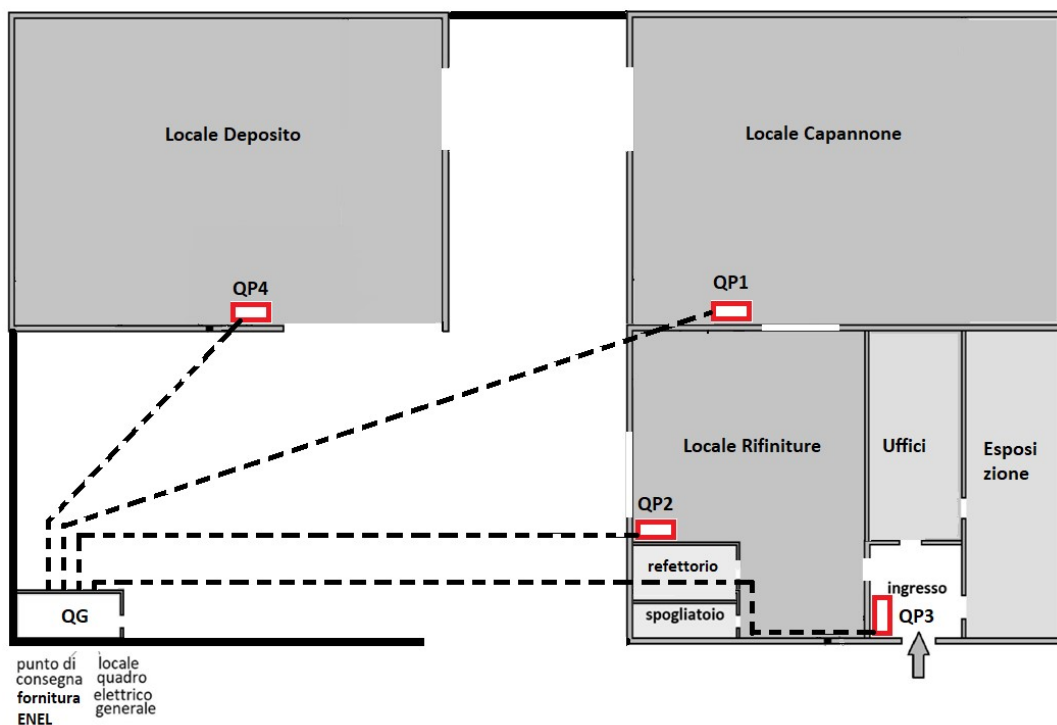 Locale Deposito
Locale Capannone
QP4
QP1
Locale Rifiniture
Uffici
Esposi
zione
QP2
refettorio
ingresso
spogliatoio
QP3
QG
punto di
consegna
fornitura
ENEL
locale
quadro
elettrico
generale